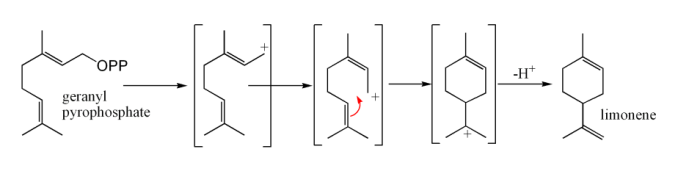 +
OPP
-H+
geranyl
pyrophosphate
+
+
limonene